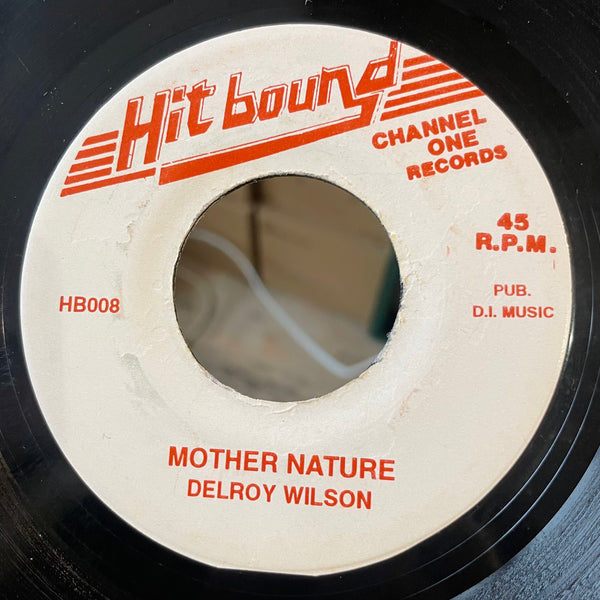 Hit bound
CHANNEL
ONE
RECORDS
45
R.P.M.
HB008
PUB.
D.I. MUSIC
MOTHER NATURE
DELROY WILSON